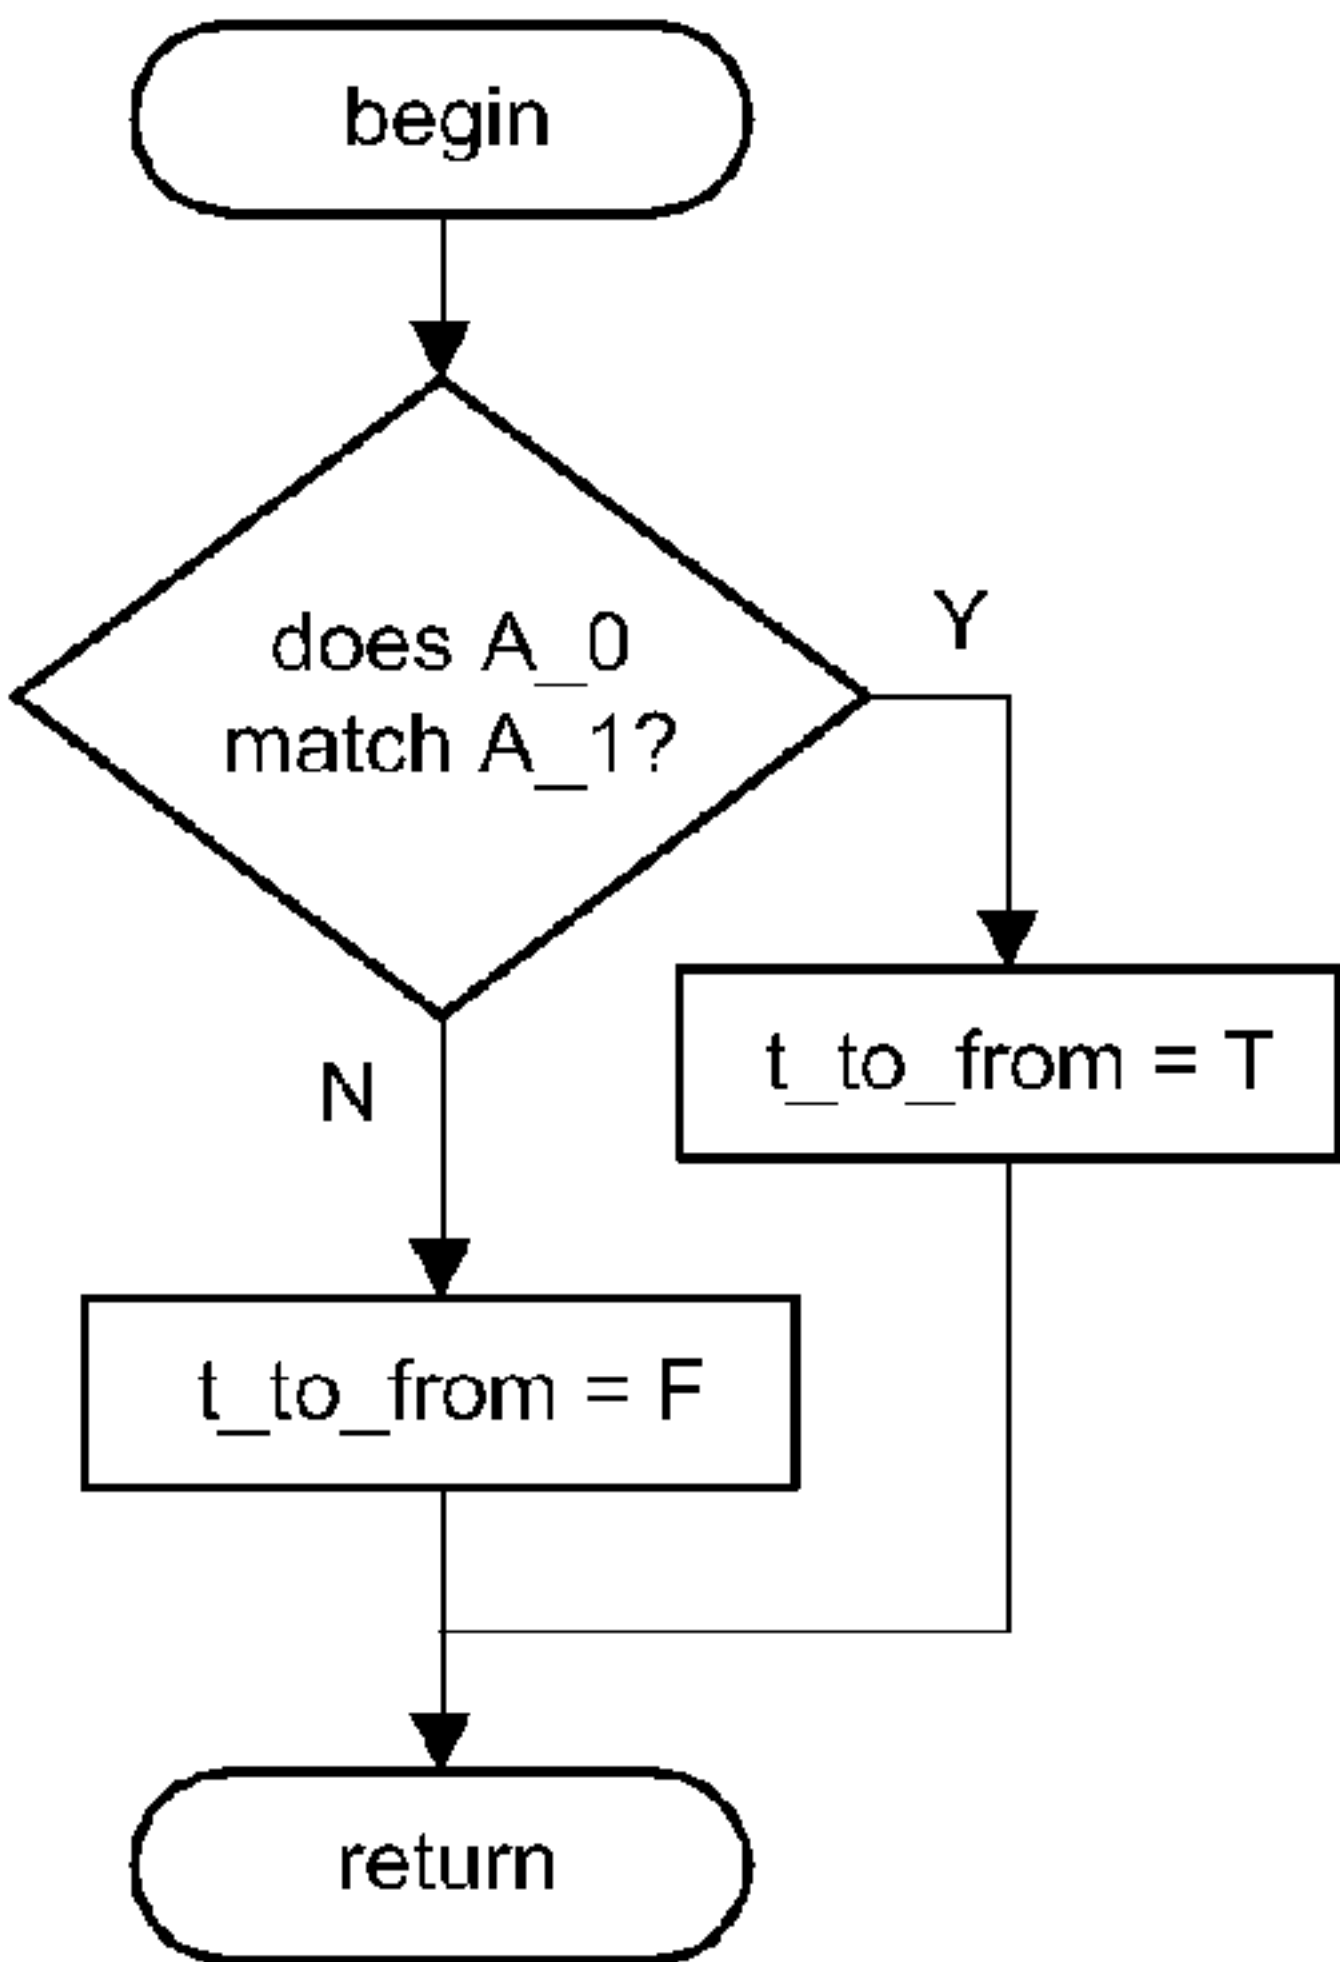 begin
does A_0
match A_1?
Y
N
t_to_from = T
t_to_from = F
return